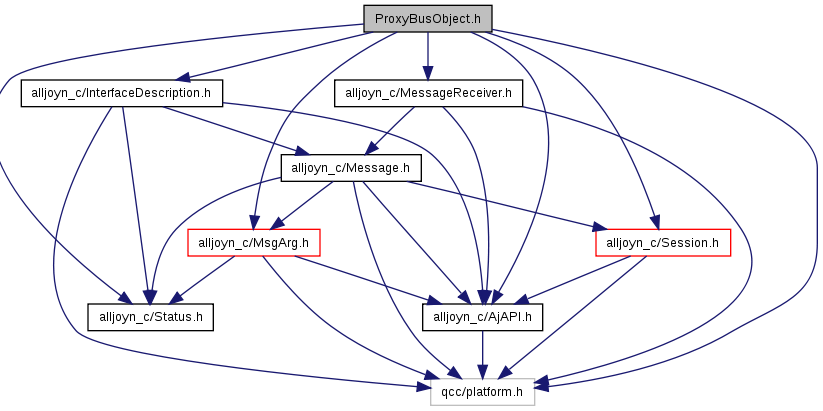 ProxyBusObject.h
alljoyn_c/InterfaceDescription.h
alljoyn_c/MessageReceiver.h
alljoyn_c/Message.h
alljoyn_c/MsgArg.h
alljoyn_c/Session.h
alljoyn_c/Status.h
alljoyn_c/AjAPI.h
qcc/platform.h